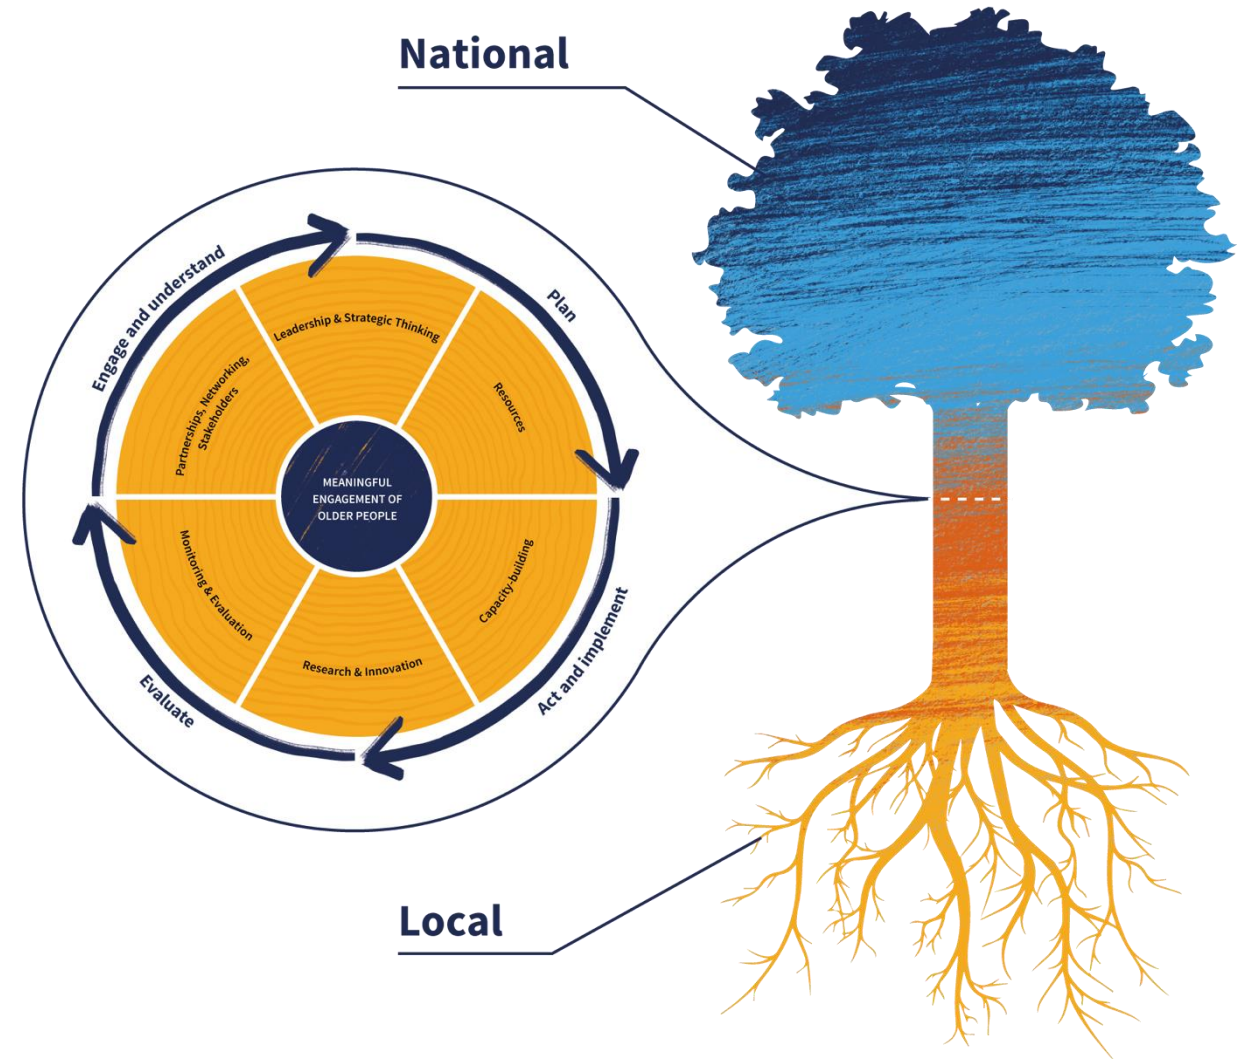 National
Engage and understand
Plan
Leadership & Strategic Thinking
Partnerships, Networking,
Stakeholders
Resources
MEANINGFUL
ENGAGEMENT OF
OLDER PEOPLE
Monitoring & Evaluation
Capacity-building
Research & Innovation
Evaluate
Act and implement
Local